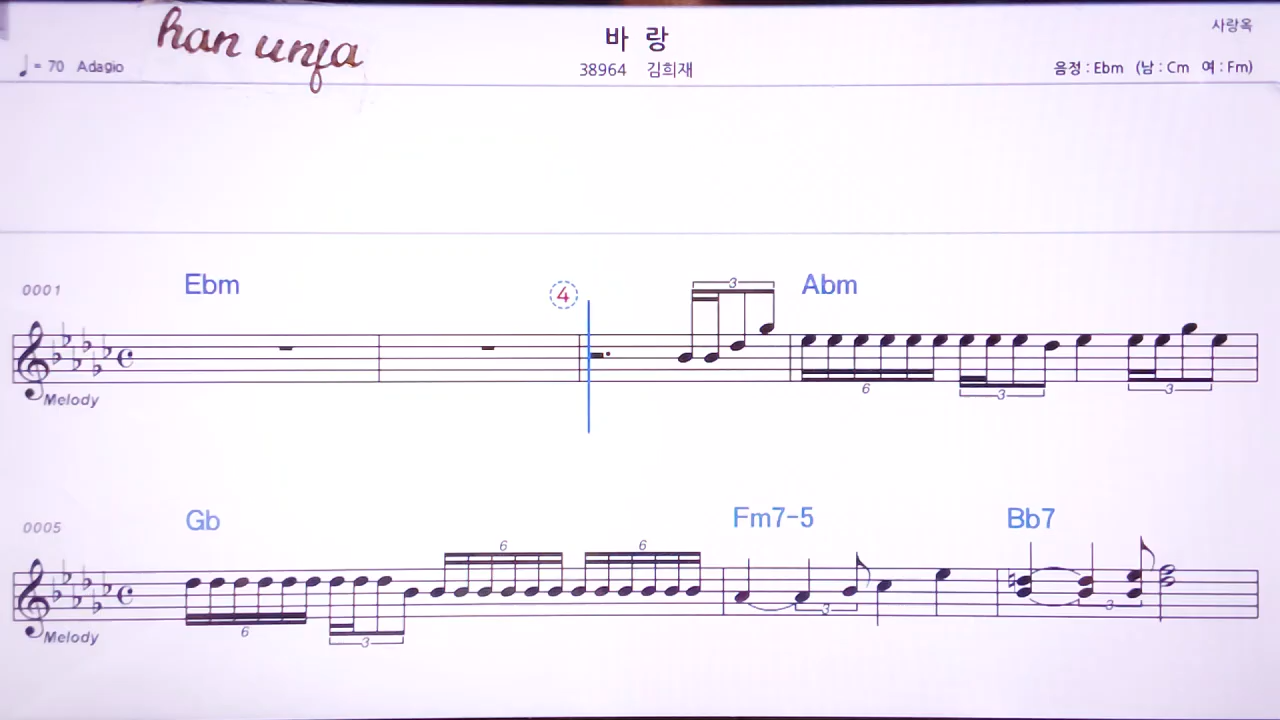 han unja
바 랑
사랑옥
♩= 70 Adagio
38964 김희재
음정 : Ebm (남 : Cm 여 : Fm)
0001
Ebm
4
3
Abm
6
3
3
Melody
0005
Gb
6
6
Fm7-5
Bb7
6
3
3
3
Melody